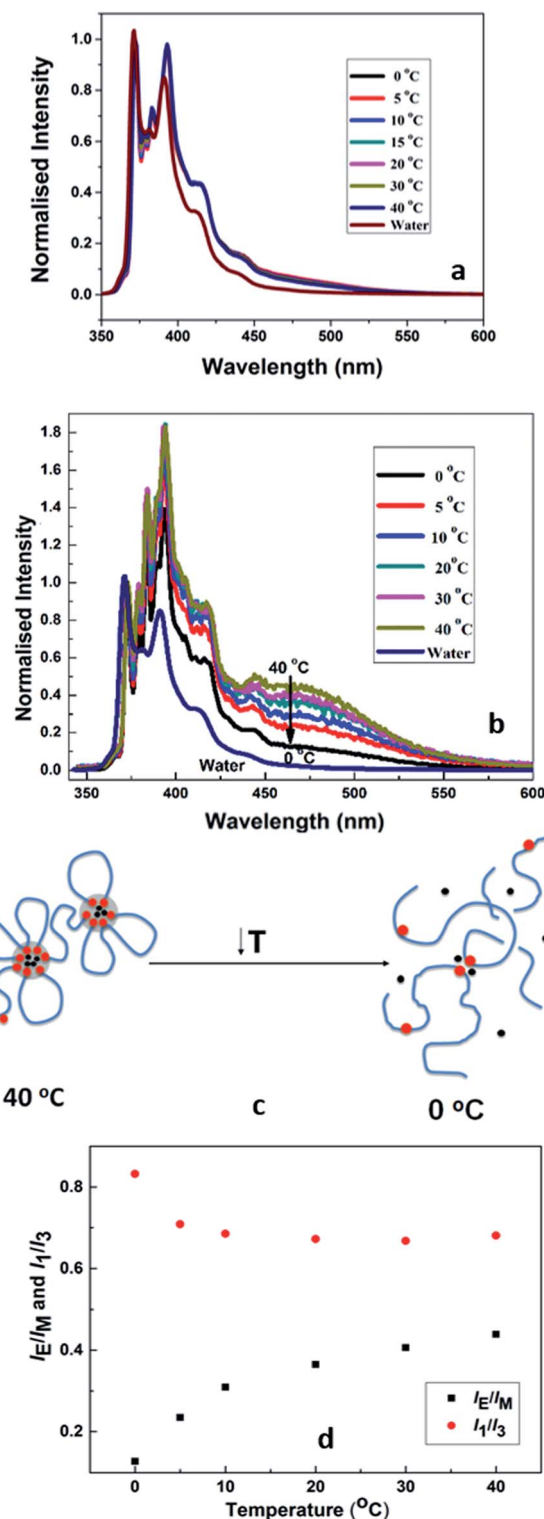 1.0
0.8
0.6
0.4
0.2
0.0
Normalised Intensity
0 °C
5 °C
10 °C
15 °C
20 °C
30 °C
40 °C
Water
a
350 400 450 500 550 600
Wavelength (nm)
1.8
1.6
1.4
1.2
1.0
0.8
0.6
0.4
0.2
0.0
Normalised Intensity
0 °C
5 °C
10 °C
20 °C
30 °C
40 °C
Water
40 °C
0 °C
Water
b
350 400 450 500 550 600
Wavelength (nm)
↓T
40 °C
c
0 °C
0.8
0.6
0.4
0.2
IE/IM and I1/I3
d
IE/IM
I1/I3
0 10 20 30 40
Temperature (°C)